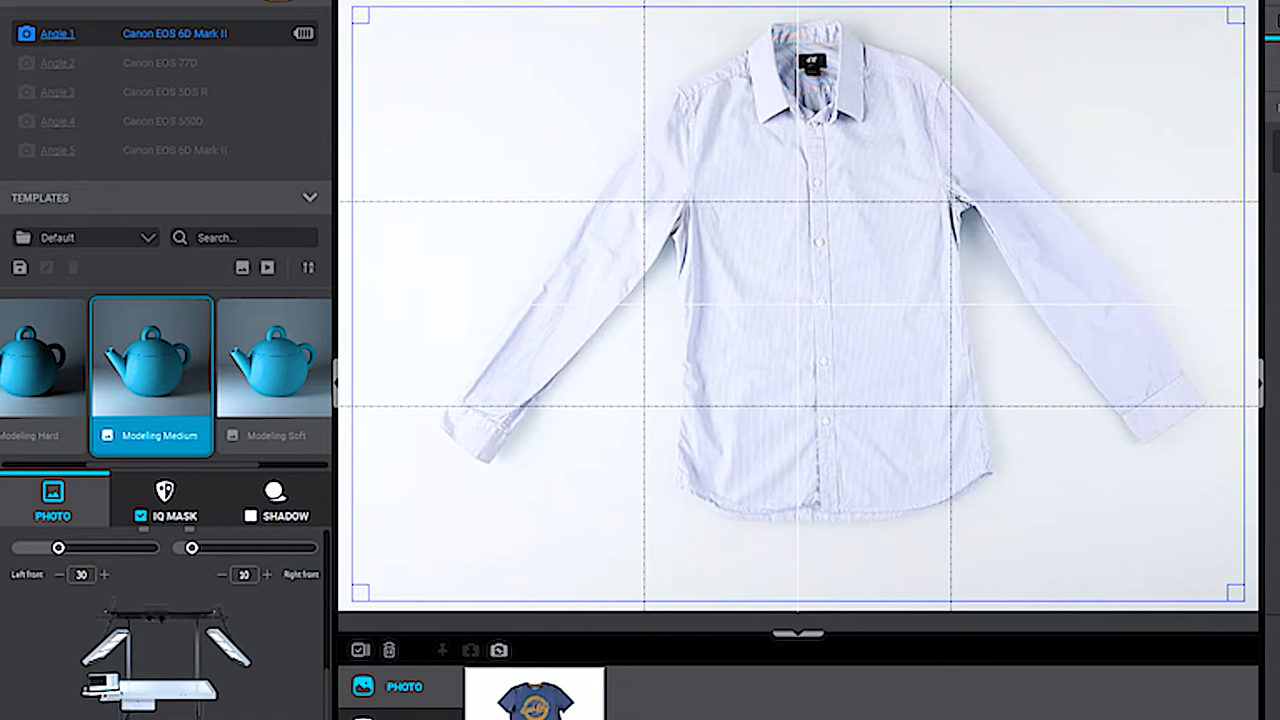 Angle 1 Canon EOS 6D Mark II
Angle 2 Canon EOS 77D
Angle 3 Canon EOS 5DS R
Angle 4 Canon EOS 550D
Angle 5 Canon EOS 6D Mark II
TEMPLATES
Default Search...
Modeling Hard Modeling Medium Modeling Soft
PHOTO IQ MASK SHADOW
Left front 30 10 Right front
PHOTO